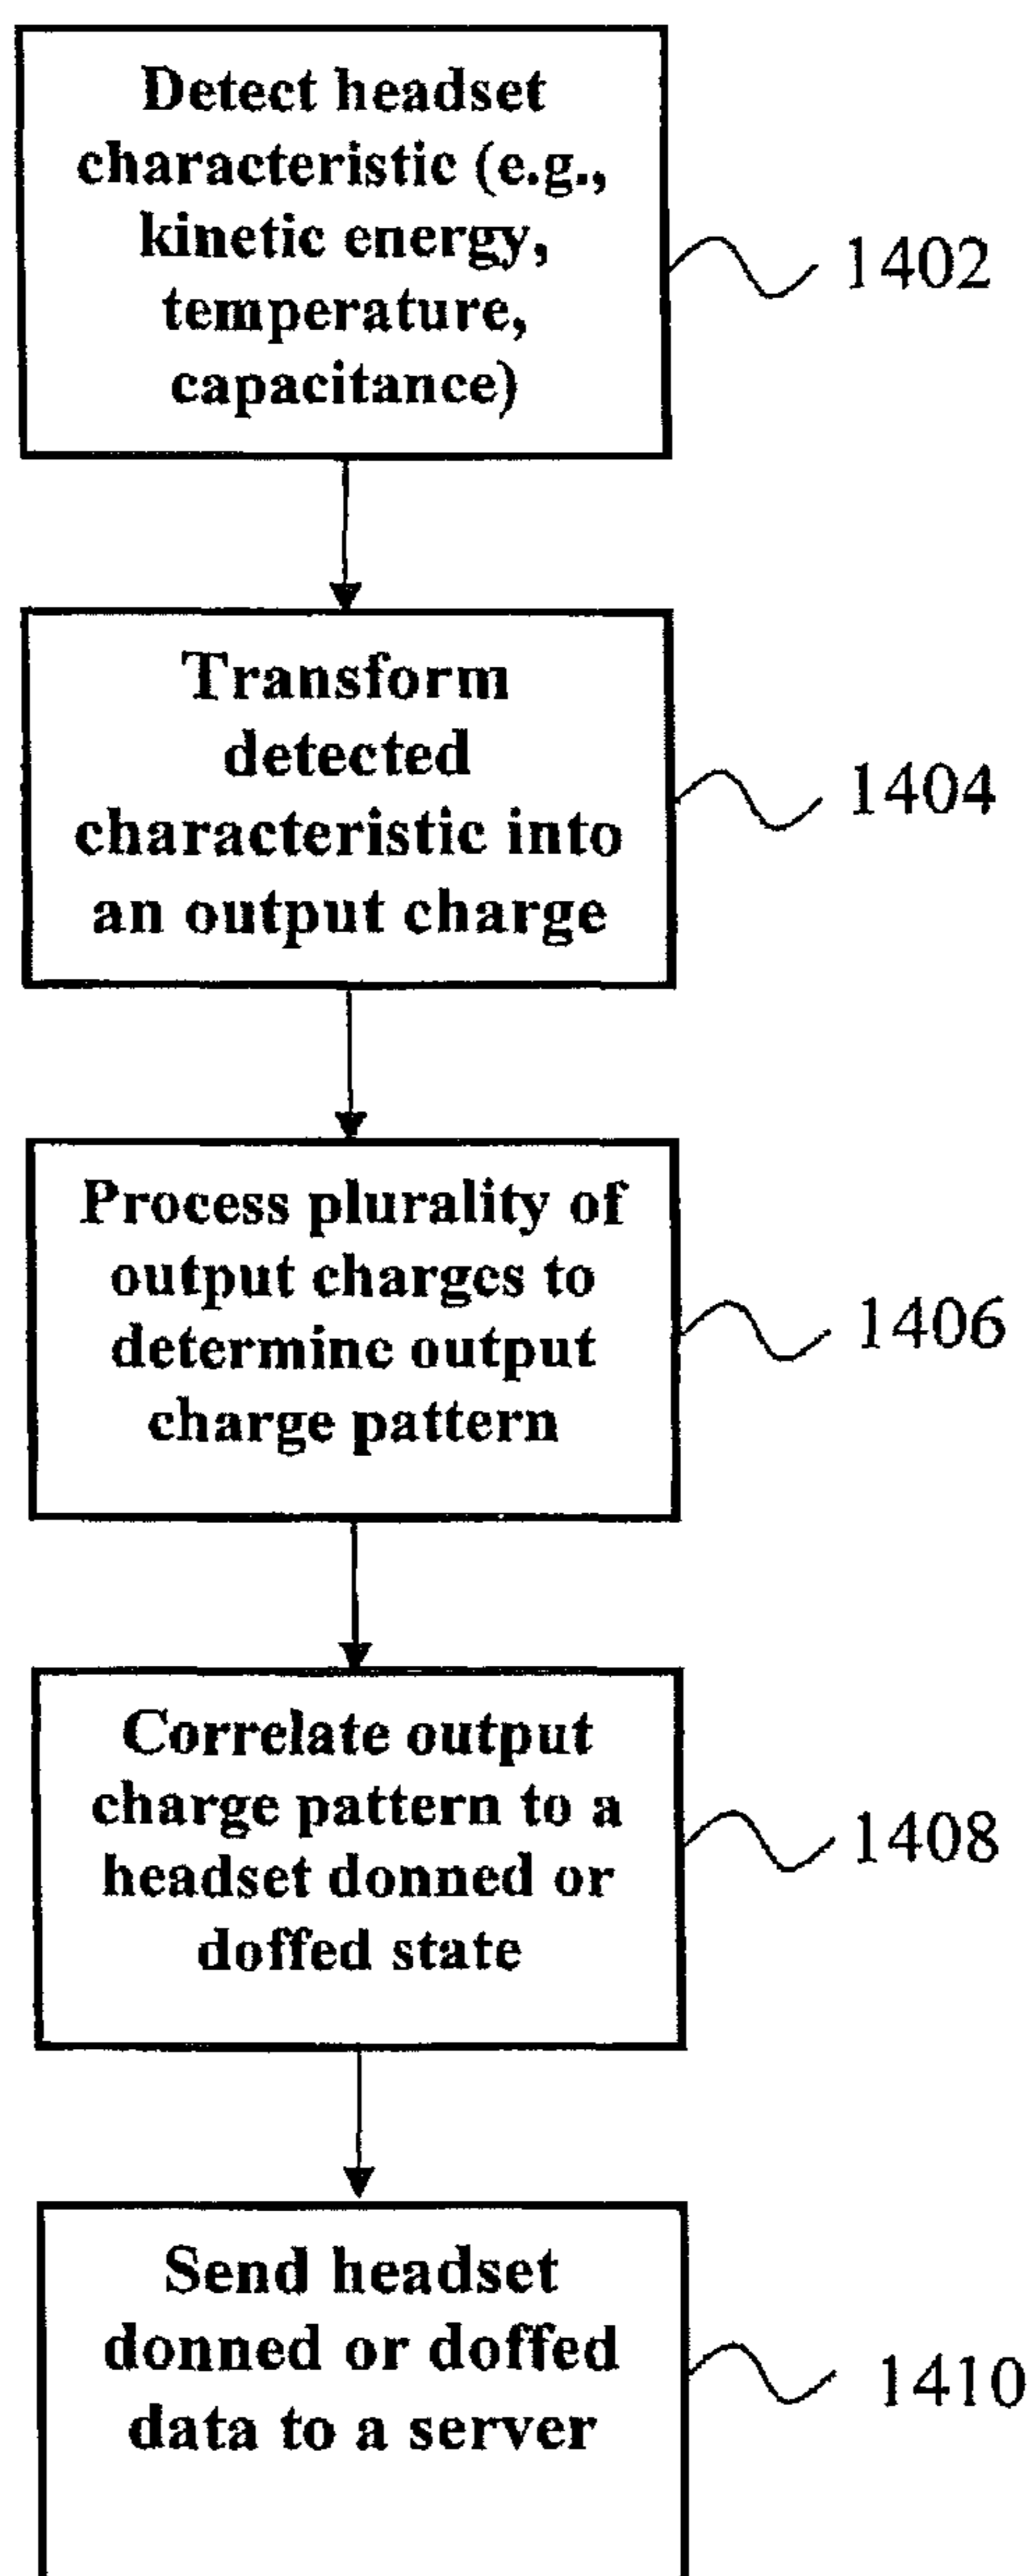 Detect headset
characteristic (e.g.,
kinetic energy,
temperature,
capacitance)
1402
Transform
detected
characteristic into
an output charge
1404
Process plurality of
output charges to
determine output
charge pattern
1406
Correlate output
charge pattern to a
headset donned or
doffed state
1408
Send headset
donned or doffed
data to a server
1410